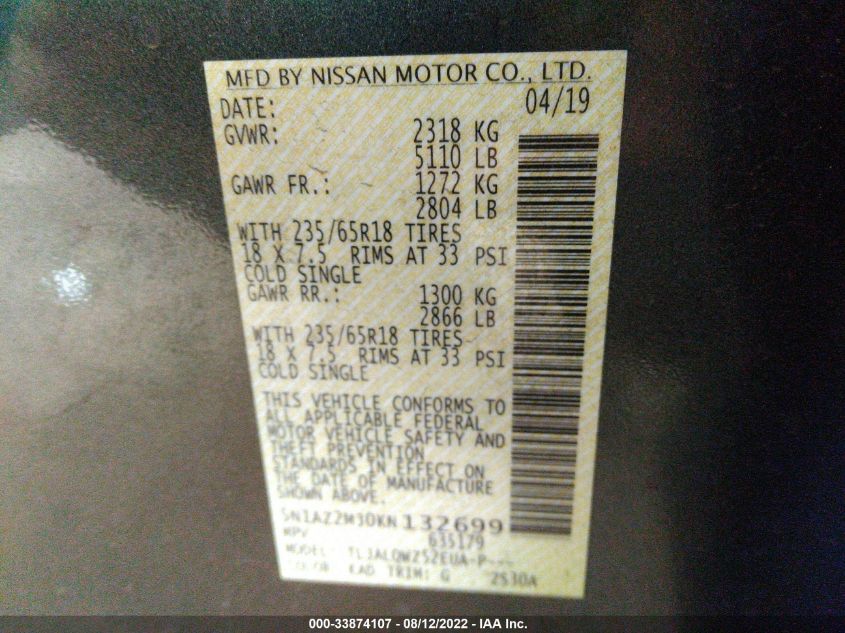 MFD BY NISSAN MOTOR CO., LTD.
DATE: 04/19
GVWR: 2318 KG
5110 LB
GAWR FR.: 1272 KG
2804 LB
WITH 235/65R18 TIRES
18 X 7.5 RIMS AT 33 PSI
COLD SINGLE
GAWR RR.: 1300 KG
2866 LB
WITH 235/65R18 TIRES
18 X 7.5 RIMS AT 33 PSI
COLD SINGLE
THIS VEHICLE CONFORMS TO
ALL APPLICABLE FEDERAL
MOTOR VEHICLE SAFETY AND
THEFT PREVENTION
STANDARDS IN EFFECT ON
THE DATE OF MANUFACTURE
SHOWN ABOVE.
5N1AZ2MJ0KN132699
MPV 635179
MODEL:
COLOR KAD TRIM: G 2530A
000-33874107 - 08/12/2022 - IAA Inc.